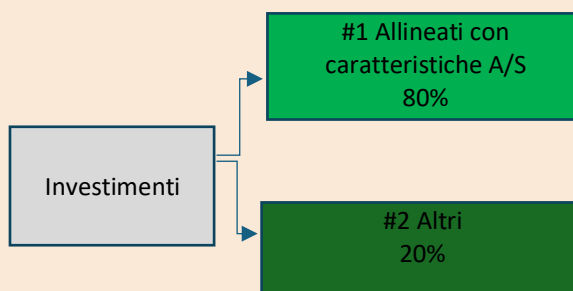 #1 Allineati con
caratteristiche A/S
80%
Investimenti
#2 Altri
20%